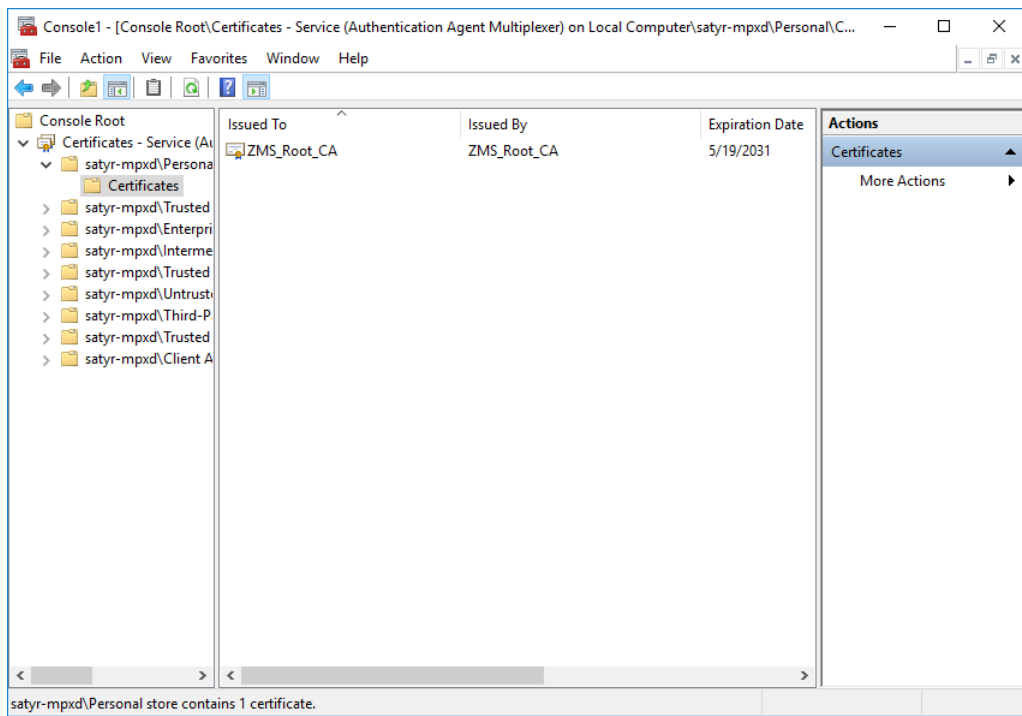 Console1 - [Console Root\Certificates - Service (Authentication Agent Multiplexer) on Local Computer\satyr-mpxd\Personal\C...
File Action View Favorites Window Help
Console Root
Certificates - Service (Au
satyr-mpxd\Persona
Certificates
satyr-mpxd\Trusted
satyr-mpxd\Enterpri
satyr-mpxd\Interme
satyr-mpxd\Trusted
satyr-mpxd\Untrust
satyr-mpxd\Third-P
satyr-mpxd\Trusted
satyr-mpxd\Client A
Issued To Issued By Expiration Date
ZMS_Root_CA ZMS_Root_CA 5/19/2031
Actions
Certificates
More Actions
satyr-mpxd\Personal store contains 1 certificate.